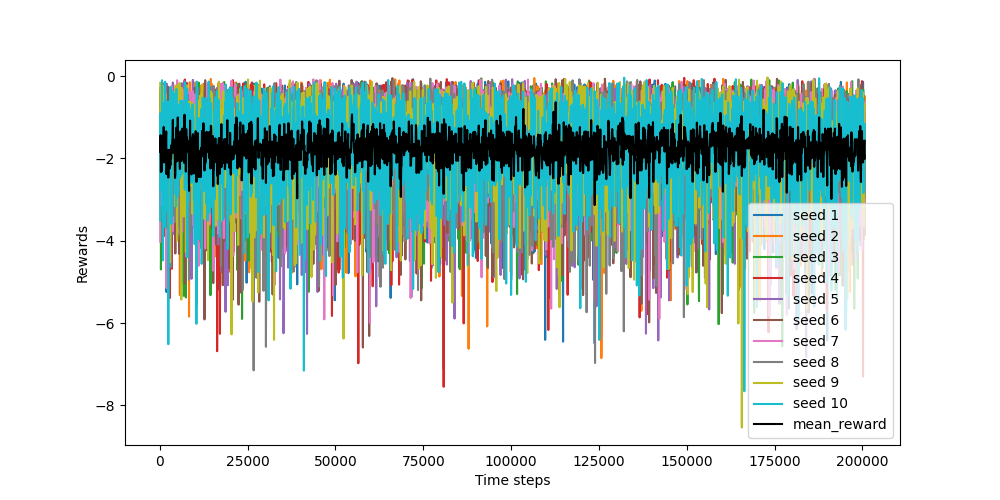 0
−2
−4
−6
−8
Rewards
0
25000
50000
75000
100000
125000
150000
175000
200000
Time steps
seed 1
seed 2
seed 3
seed 4
seed 5
seed 6
seed 7
seed 8
seed 9
seed 10
mean_reward